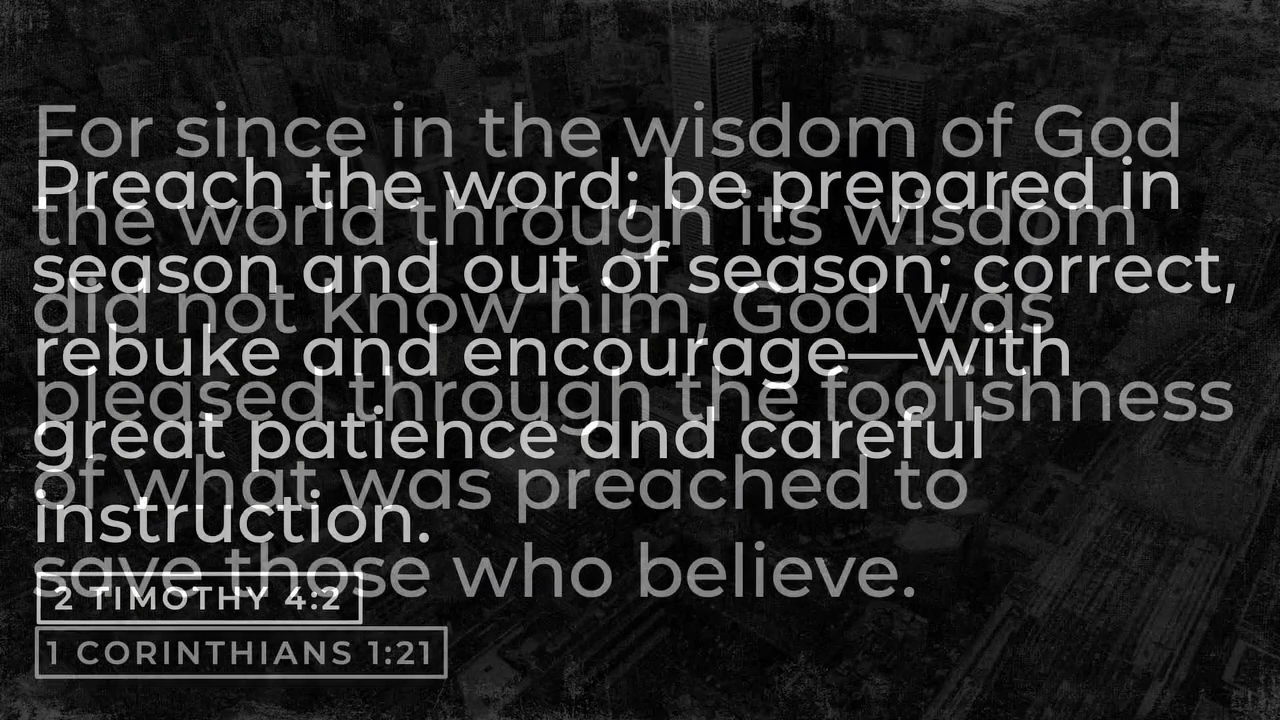 For since in the wisdom of God
the world through its wisdom
did not know him, God was
pleased through the foolishness
of what was preached to
save those who believe.
1 CORINTHIANS 1:21
Preach the word; be prepared in
season and out of season; correct,
rebuke and encourage—with
great patience and careful
instruction.
2 TIMOTHY 4:2